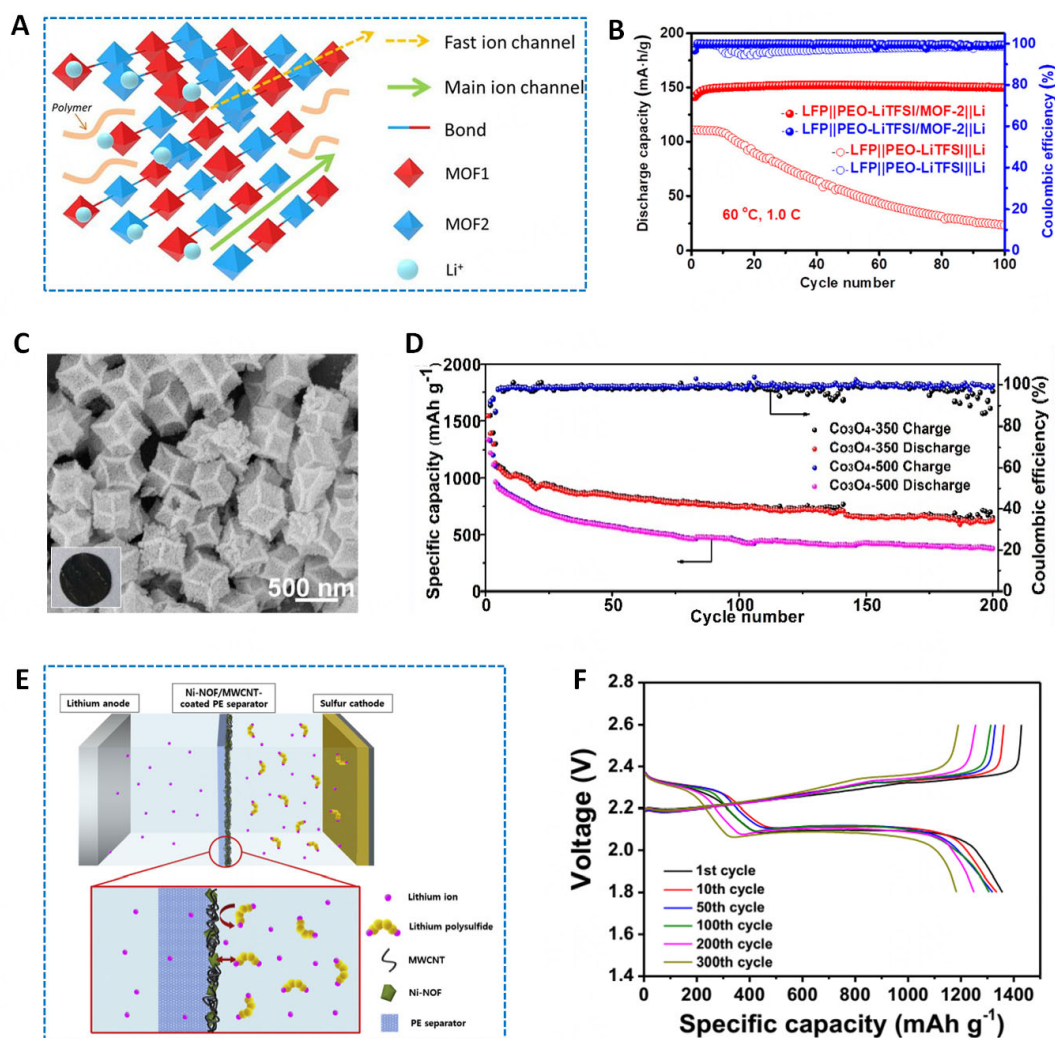 A
Polymer
Fast ion channel
Main ion channel
Bond
MOF1
MOF2
Li⁺
B
Discharge capacity (mA·h/g)
200
150
100
50
0
LFP||PEO-LiTFSI/MOF-2||Li
LFP||PEO-LiTFSI/MOF-2||Li
LFP||PEO-LiTFSI||Li
LFP||PEO-LiTFSI||Li
60 °C, 1.0 C
100
80
60
40
20
0
Coulombic efficiency (%)
0 20 40 60 80 100
Cycle number
C
500 nm
D
Specific capacity (mAh g⁻¹)
2000
1750
1500
1250
1000
750
500
250
0
Co₃O₄-350 Charge
Co₃O₄-350 Discharge
Co₃O₄-500 Charge
Co₃O₄-500 Discharge
100
80
60
40
20
0
Coulombic efficiency (%)
0 50 100 150 200
Cycle number
E
Lithium anode
Ni-NOF/MWCNT-
coated PE separator
Sulfur cathode
Lithium ion
Lithium polysulfide
MWCNT
Ni-NOF
PE separator
F
Voltage (V)
2.8
2.6
2.4
2.2
2.0
1.8
1.6
1.4
1st cycle
10th cycle
50th cycle
100th cycle
200th cycle
300th cycle
0 200 400 600 800 1000 1200 1400
Specific capacity (mAh g⁻¹)